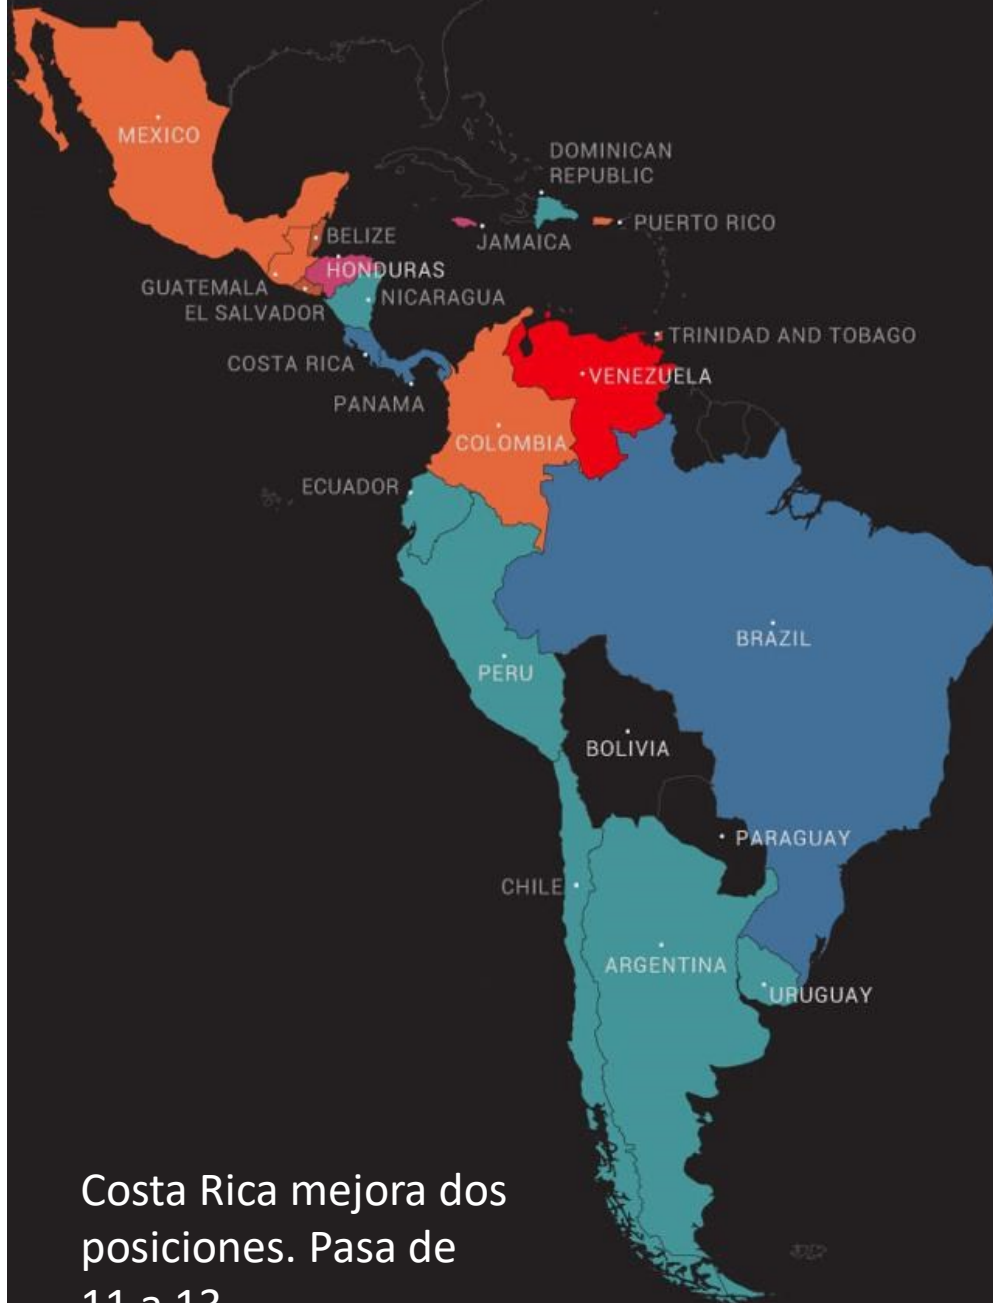 MEXICO
DOMINICAN
REPUBLIC
PUERTO RICO
BELIZE
JAMAICA
HONDURAS
GUATEMALA
NICARAGUA
EL SALVADOR
TRINIDAD AND TOBAGO
COSTA RICA
VENEZUELA
PANAMA
COLOMBIA
ECUADOR
BRAZIL
PERU
BOLIVIA
PARAGUAY
CHILE
ARGENTINA
URUGUAY
Costa Rica mejora dos
posiciones. Pasa de
11 a